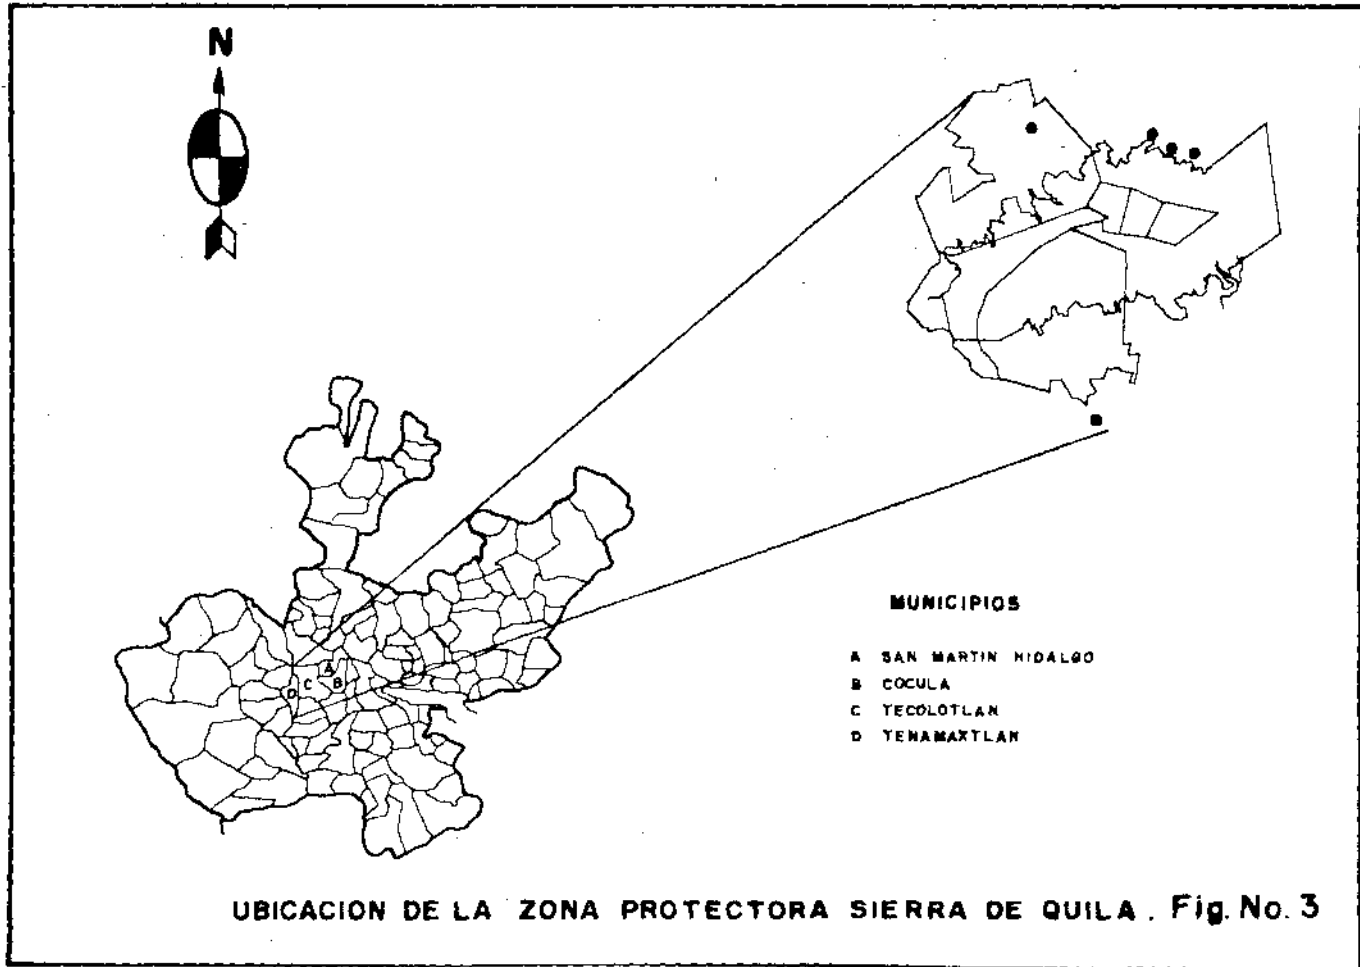 N
A
B
C
D
MUNICIPIOS
A SAN MARTIN HIDALGO
B COCULA
C TECOLOTLAN
D TENAMAXTLAN
UBICACION DE LA ZONA PROTECTORA SIERRA DE QUILA. Fig. No. 3